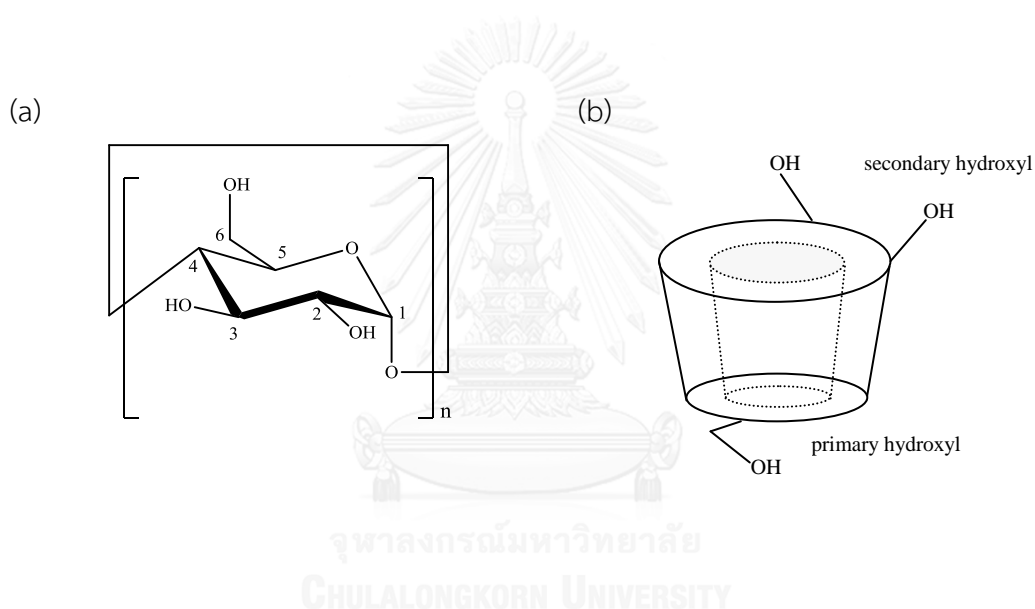 (a)
(b)
OH
6
5
O
4
HO
3
2
OH
1
O
n
OH
secondary hydroxyl
OH
primary hydroxyl
OH
จุฬาลงกรณ์มหาวิทยาลัย
CHULALONGKORN UNIVERSITY